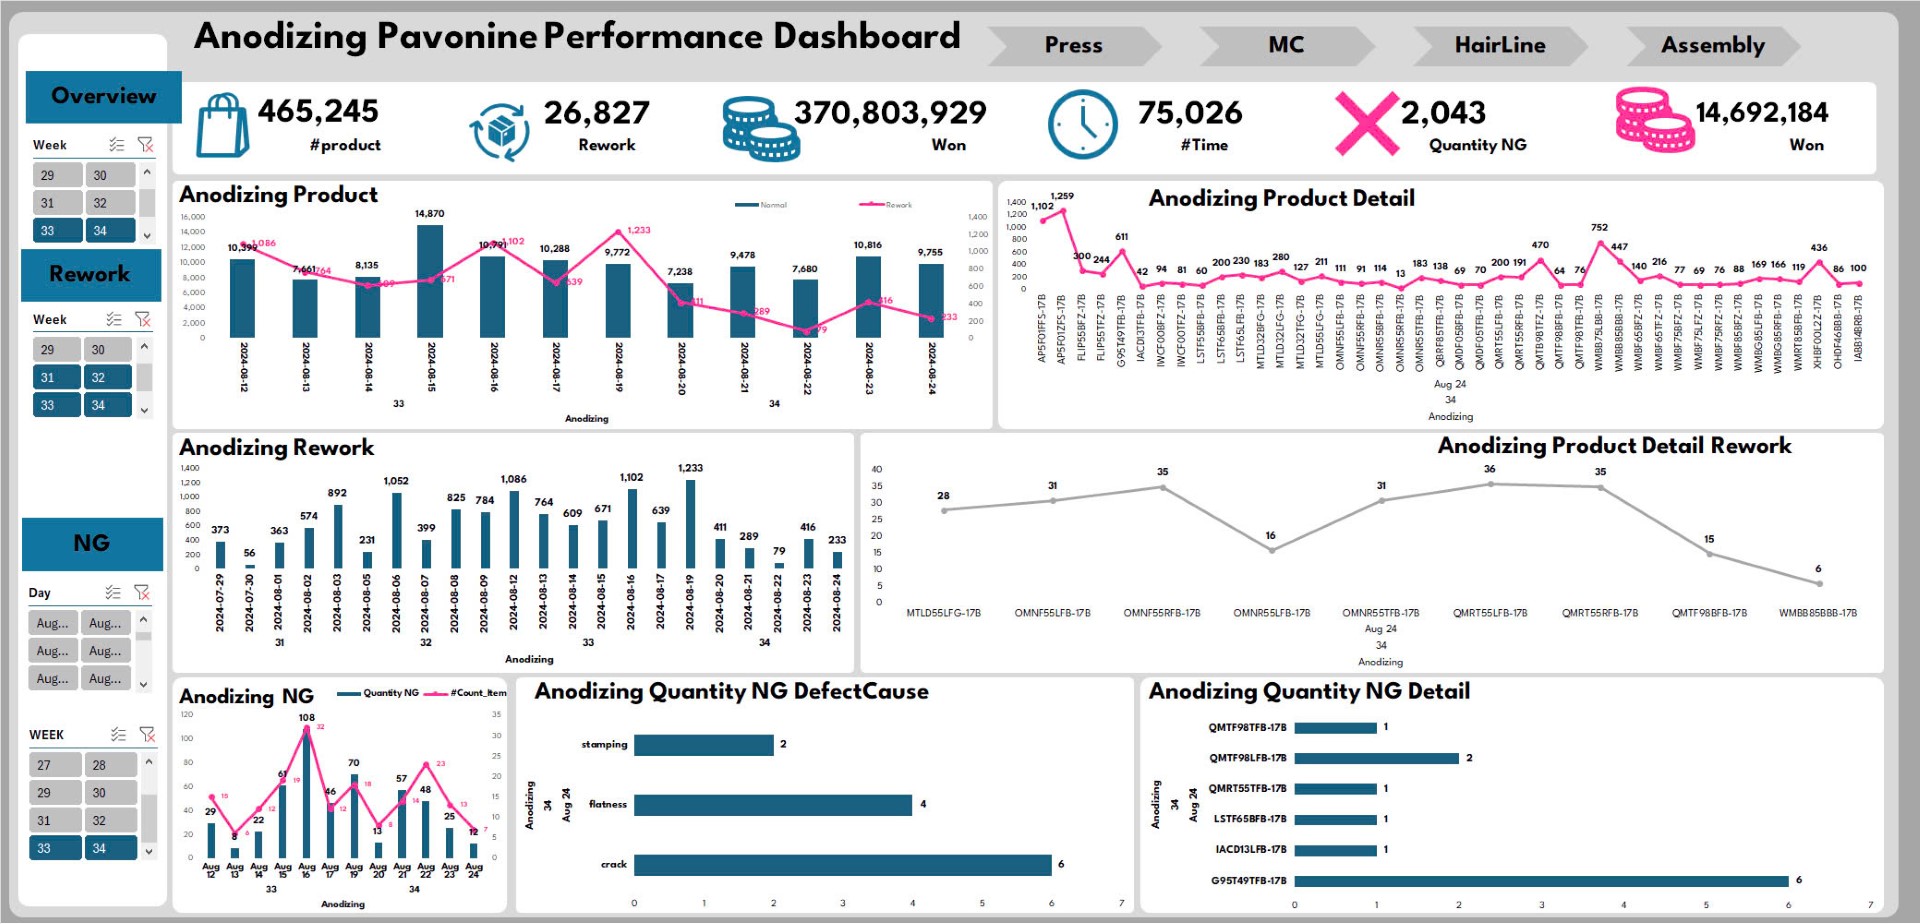 Anodizing Pavonine Performance Dashboard
Press
MC
HairLine
Assembly
Overview
465,245
#product
26,827
Rework
370,803,929
Won
75,026
#Time
2,043
Quantity NG
14,692,184
Won
Week
29 30
31 32
33 34
Rework
Week
29 30
31 32
33 34
NG
Day
Aug... Aug...
Aug... Aug...
Aug... Aug...
WEEK
27 28
29 30
31 32
33 34
Anodizing Product
Normal
Rework
16,000
14,000
12,000
10,000
8,000
6,000
4,000
2,000
0
1,400
1,200
1,000
800
600
400
200
0
10,399 7,661 8,135 14,870 10,791 10,288 9,772 7,238 9,478 7,680 10,816 9,755
1,086 764 609 671 1,102 639 1,233 411 289 79 416 233
2024-08-12
2024-08-13
2024-08-14
2024-08-15
2024-08-16
2024-08-17
2024-08-19
2024-08-20
2024-08-21
2024-08-22
2024-08-23
2024-08-24
33 34
Anodizing
Anodizing Product Detail
1,400
1,200
1,000
800
600
400
200
0
1,102 1,259 300 244 611 42 94 81 60 200 230 183 280 127 211 111 91 114 13 183 138 69 70 200 191 470 64 76 752 447 140 216 77 69 76 88 169 166 119 436 86 100
AP5F01FFS-17B
AP5F01ZFS-17B
FLIP55BFZ-17B
FLIP55TFZ-17B
G95T49TFB-17B
IACD13TFB-17B
IWCF00BFZ-17B
IWCF00TFZ-17B
LSTF55BFB-17B
LSTF65BFB-17B
LSTF65LFB-17B
MTLD32BFG-17B
MTLD32LFG-17B
MTLD32TFG-17B
MTLD55LFG-17B
OMNF55LFB-17B
OMNF55RFB-17B
OMNR55BFB-17B
OMNR55RFB-17B
OMNR55TFB-17B
QBRF85TFB-17B
QMDF05BFB-17B
QMDF05TFB-17B
QMRT55LFB-17B
QMRT55RFB-17B
QMTB98TFZ-17B
QMTF98BFB-17B
QMTF98TFB-17B
WMBB75LBB-17B
WMBB85BBB-17B
WMBF65BFZ-17B
WMBF65TFZ-17B
WMBF75BFZ-17B
WMBF75LFZ-17B
WMBF75RFZ-17B
WMBF85BFZ-17B
WMBG85LFB-17B
WMBG85RFB-17B
WMRT85BFB-17B
XHBF00L2Z-17B
OHDF46BBB-17B
IABB14BRB-17B
Aug 24
34
Anodizing
Anodizing Rework
1,400
1,200
1,000
800
600
400
200
0
373 56 363 574 892 231 1,052 399 825 784 1,086 764 609 671 1,102 639 1,233 411 289 79 416 233
2024-07-29
2024-07-30
2024-08-01
2024-08-02
2024-08-03
2024-08-05
2024-08-06
2024-08-07
2024-08-08
2024-08-09
2024-08-12
2024-08-13
2024-08-14
2024-08-15
2024-08-16
2024-08-17
2024-08-19
2024-08-20
2024-08-21
2024-08-22
2024-08-23
2024-08-24
31 32 33 34
Anodizing
Anodizing Product Detail Rework
40
35
30
25
20
15
10
5
0
28 31 35 16 31 36 35 15 6
MTLD55LFG-17B OMNF55LFB-17B OMNF55RFB-17B OMNR55LFB-17B OMNR55TFB-17B QMRT55LFB-17B QMRT55RFB-17B QMTF98BFB-17B WMBB85BBB-17B
Aug 24
34
Anodizing
Anodizing NG
Quantity NG
#Count_Item
120
100
80
60
40
20
0
35
30
25
20
15
10
5
0
29 8 22 61 108 46 70 13 57 48 25 12
15 6 12 19 32 12 18 8 14 23 13 7
Aug Aug Aug Aug Aug Aug Aug Aug Aug Aug Aug Aug
12 13 14 15 16 17 19 20 21 22 23 24
33 34
Anodizing
Anodizing Quantity NG DefectCause
Anodizing
34
Aug 24
stamping 2
flatness 4
crack 6
0 1 2 3 4 5 6 7
Anodizing Quantity NG Detail
Anodizing
34
Aug 24
QMTF98TFB-17B 1
QMTF98LFB-17B 2
QMRT55TFB-17B 1
LSTF65BFB-17B 1
IACD13LFB-17B 1
G95T49TFB-17B 6
0 1 2 3 4 5 6 7